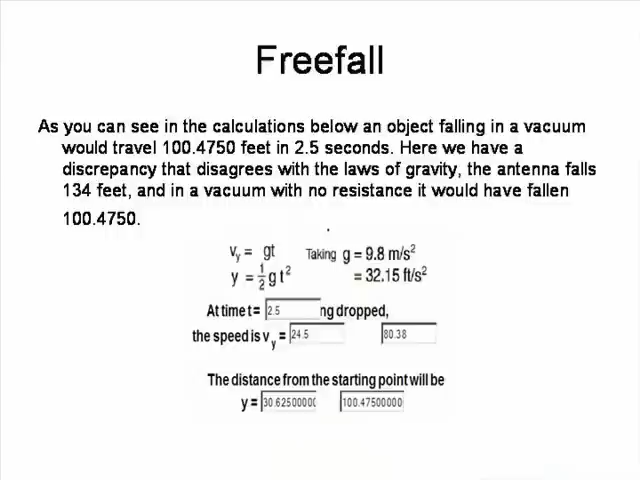 Freefall
As you can see in the calculations below an object falling in a vacuum
would travel 100.4750 feet in 2.5 seconds. Here we have a
discrepancy that disagrees with the laws of gravity, the antenna falls
134 feet, and in a vacuum with no resistance it would have fallen
100.4750.
v_y = gt Taking g = 9.8 m/s²
y = ½ g t² = 32.15 ft/s²
At time t = 2.5 ng dropped,
the speed is v_y = 24.5 80.38
The distance from the starting point will be
y = 30.6250000( 100.47500000